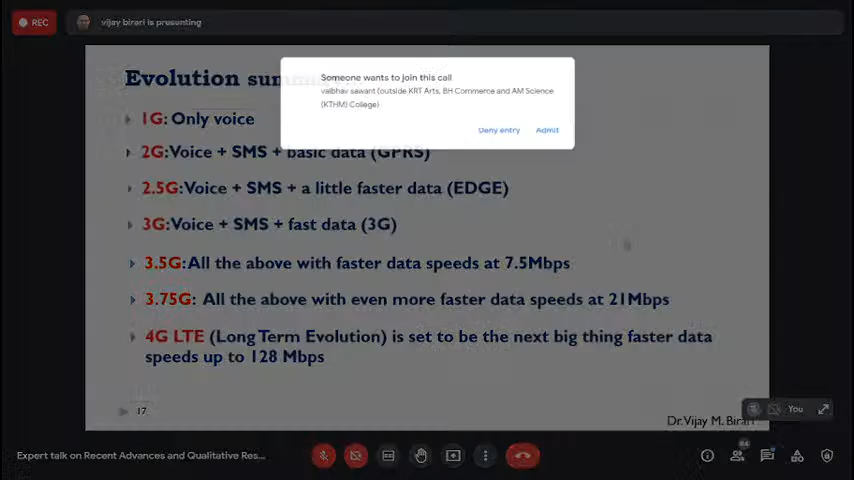 REC
vijay birari is presenting
Someone wants to join this call
vaibhav sawant (outside KRT Arts, BH Commerce and AM Science
(KTHM) College)
Deny entry Admit
Evolution
1G: Only voice
2G:Voice + SMS + basic data (GPRS)
2.5G:Voice + SMS + a little faster data (EDGE)
3G:Voice + SMS + fast data (3G)
3.5G:All the above with faster data speeds at 7.5Mbps
3.75G: All the above with even more faster data speeds at 21Mbps
4G LTE (Long Term Evolution) is set to be the next big thing faster data
speeds up to 128 Mbps
17
Dr.Vijay M. Birari
You
Expert talk on Recent Advances and Qualitative Res...
84